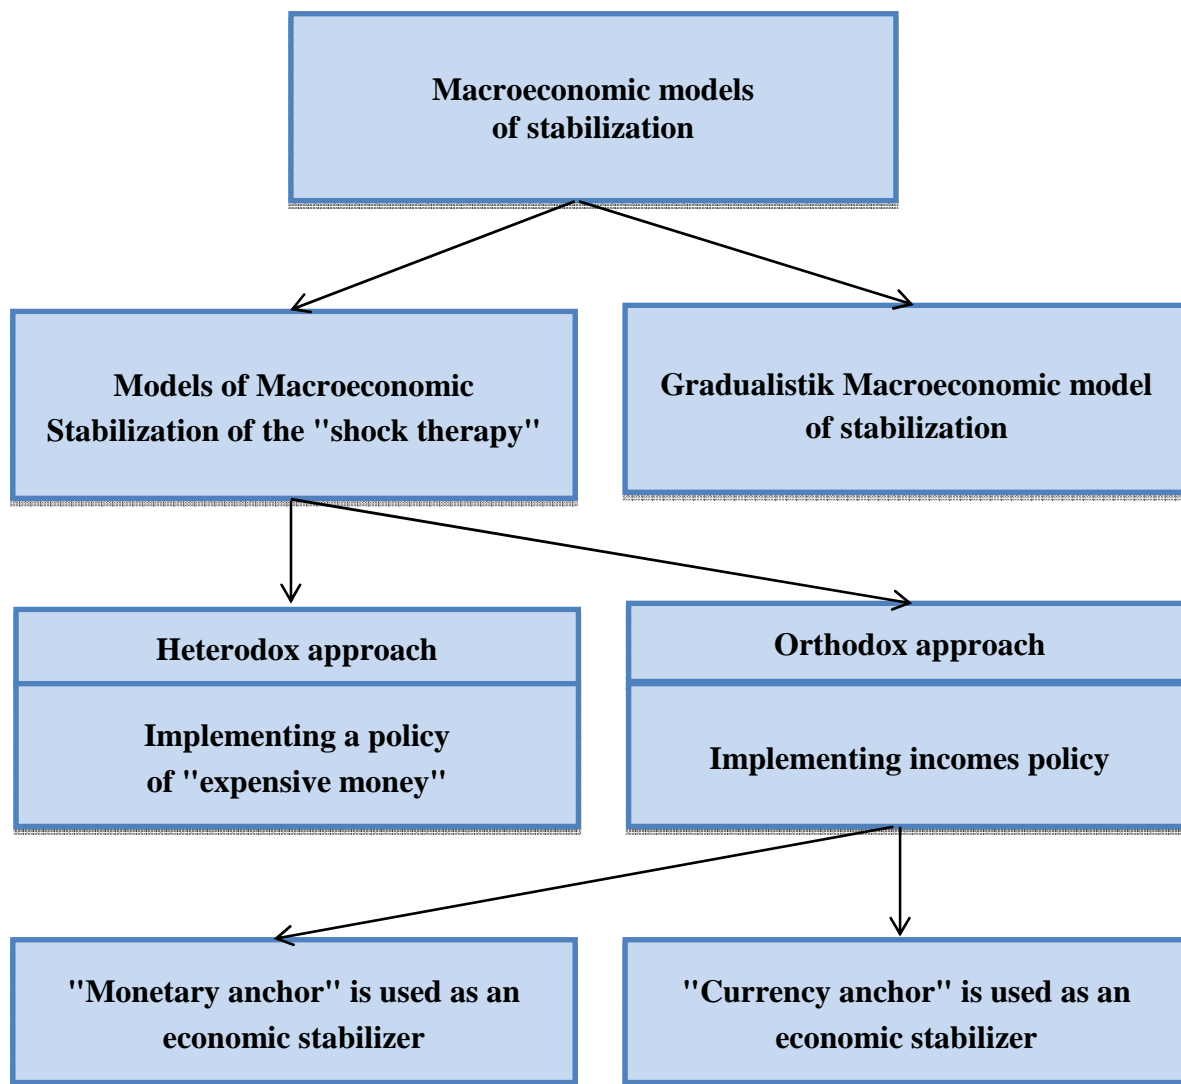 Macroeconomic models
of stabilization
Models of Macroeconomic
Stabilization of the "shock therapy"
Gradualistik Macroeconomic model
of stabilization
Heterodox approach
Implementing a policy
of "expensive money"
Orthodox approach
Implementing incomes policy
"Monetary anchor" is used as an
economic stabilizer
"Currency anchor" is used as an
economic stabilizer